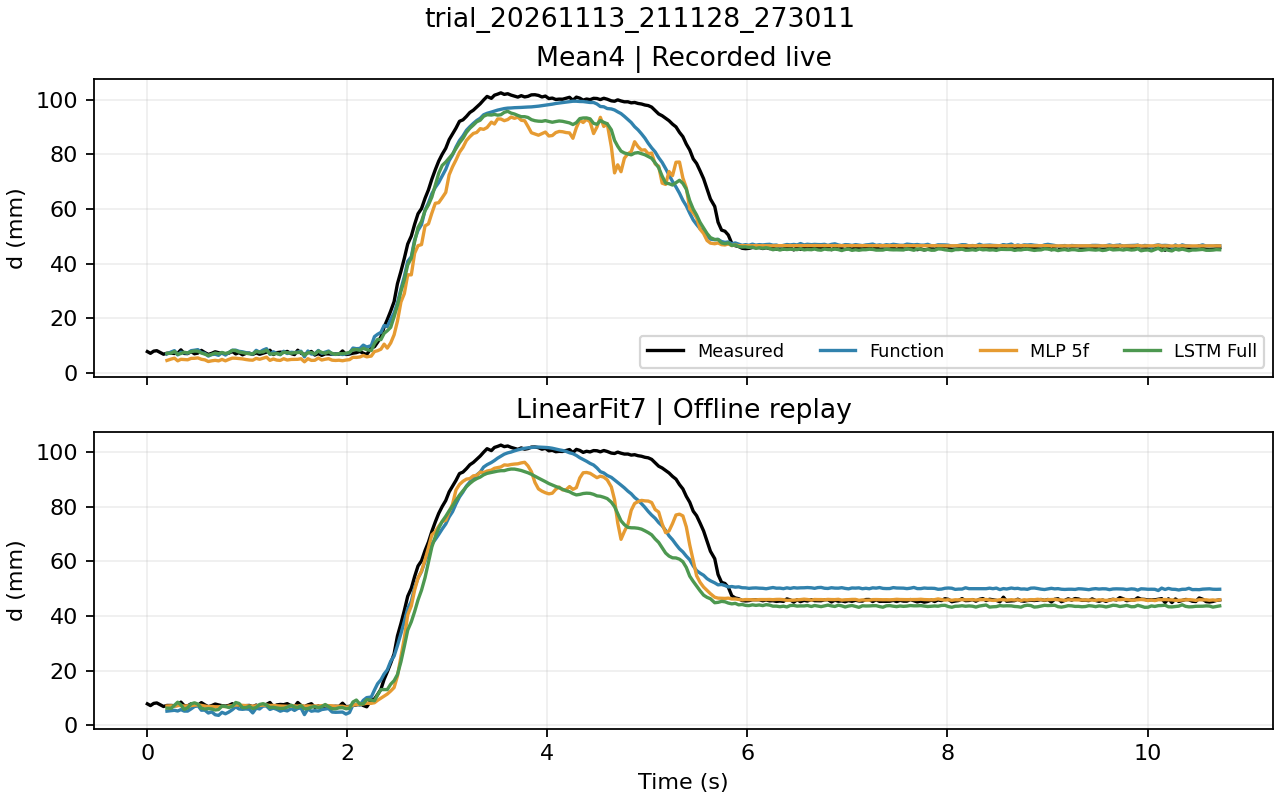 trial_20261113_211128_273011
Mean4 | Recorded live
100
80
60
40
20
0
d (mm)
Measured
Function
MLP 5f
LSTM Full
LinearFit7 | Offline replay
100
80
60
40
20
0
d (mm)
0 2 4 6 8 10
Time (s)